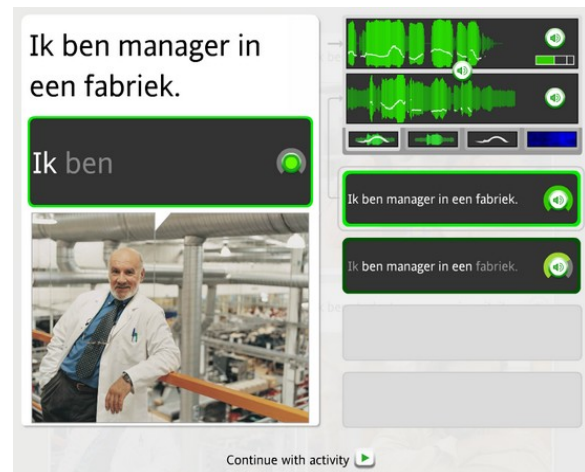 Ik ben manager in
een fabriek.
Ik ben
Ik ben manager in een fabriek.
Ik ben manager in een fabriek.
Continue with activity